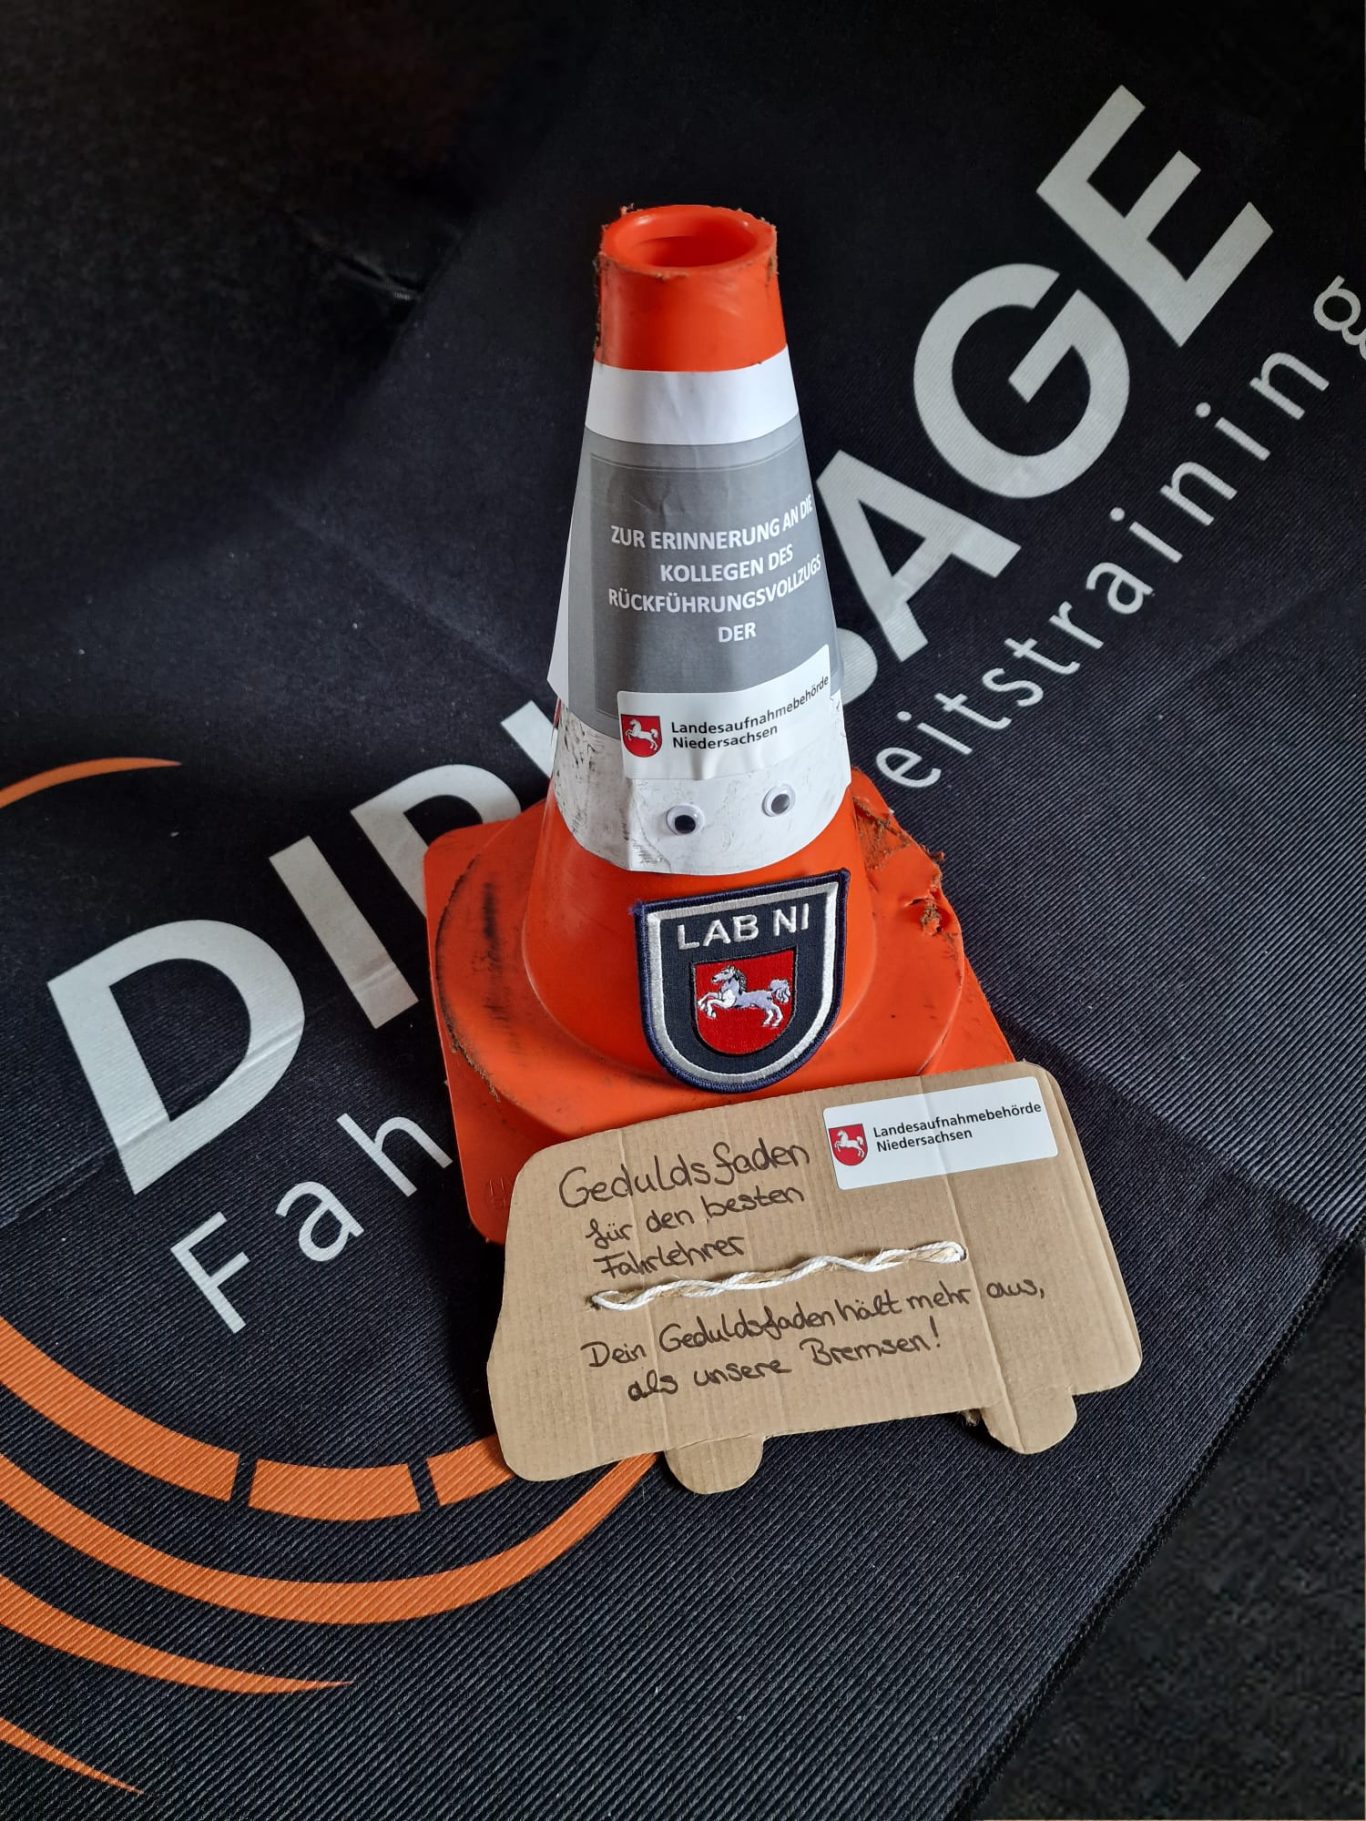 ZUR ERINNERUNG AN DIE
KOLLEGEN DES
RÜCKFÜHRUNGSVOLLZUGS
DER
Landesaufnahmebehörde
Niedersachsen
LAB NI
Landesaufnahmebehörde
Niedersachsen
Geduldsfaden
für den besten
Fahrlehrer
Dein Geduldsfaden hält mehr aus,
als unsere Bremsen!
SAGE
Fah
eitstraining